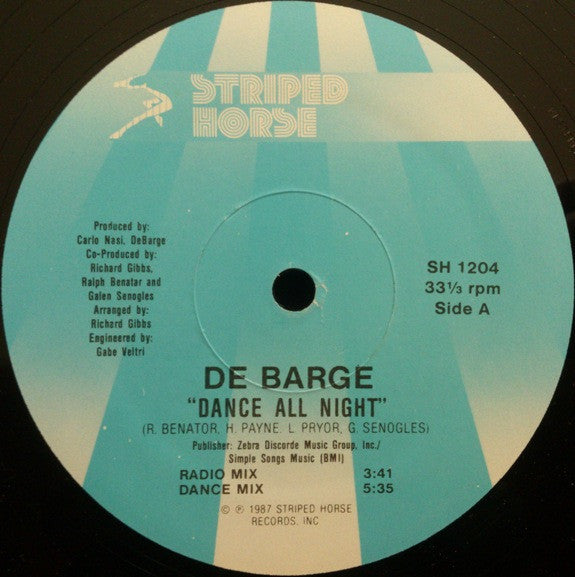 STRIPED
HORSE
Produced by:
Carlo Nasi, DeBarge
Co-Produced by:
Richard Gibbs,
Ralph Benatar and
Galen Senogles
Arranged by:
Richard Gibbs
Engineered by:
Gabe Veltri
SH 1204
33⅓ rpm
Side A
DE BARGE
"DANCE ALL NIGHT"
(R. BENATOR, H. PAYNE. L. PRYOR, G. SENOGLES)
Publisher: Zebra Discorde Music Group, Inc./
Simple Songs Music (BMI)
RADIO MIX 3:41
DANCE MIX 5:35
© ℗ 1987 STRIPED HORSE
RECORDS, INC